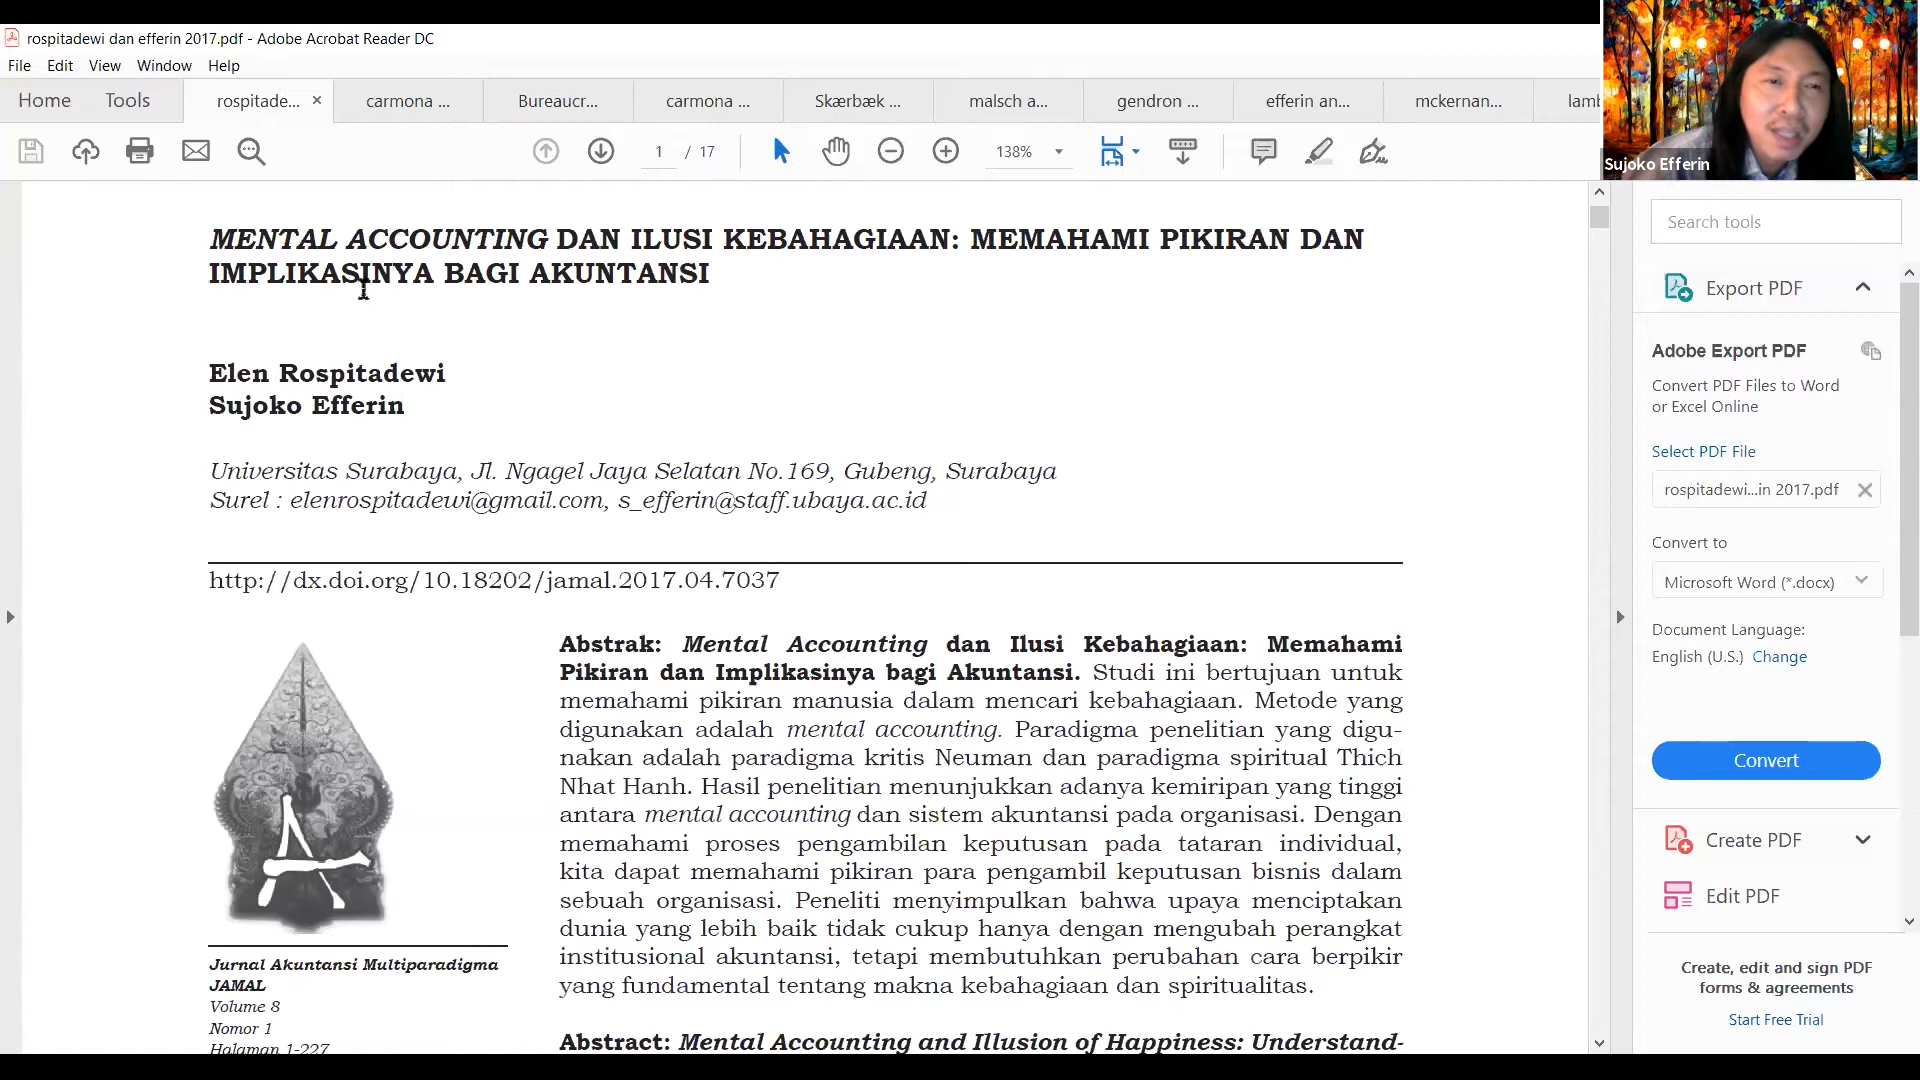 rospitadewi dan efferin 2017.pdf - Adobe Acrobat Reader DC
File Edit View Window Help
Home Tools rospitade... × carmona ... Bureaucr... carmona ... Skærbæk ... malsch a... gendron ... efferin an... mckernan...
1 / 17 138%
Sujoko Efferin
MENTAL ACCOUNTING DAN ILUSI KEBAHAGIAAN: MEMAHAMI PIKIRAN DAN
IMPLIKASINYA BAGI AKUNTANSI
Elen Rospitadewi
Sujoko Efferin
Universitas Surabaya, Jl. Ngagel Jaya Selatan No.169, Gubeng, Surabaya
Surel : elenrospitadewi@gmail.com, s_efferin@staff.ubaya.ac.id
http://dx.doi.org/10.18202/jamal.2017.04.7037
Jurnal Akuntansi Multiparadigma
JAMAL
Volume 8
Nomor 1
Halaman 1-227
Abstrak: Mental Accounting dan Ilusi Kebahagiaan: Memahami
Pikiran dan Implikasinya bagi Akuntansi. Studi ini bertujuan untuk
memahami pikiran manusia dalam mencari kebahagiaan. Metode yang
digunakan adalah mental accounting. Paradigma penelitian yang digu-
nakan adalah paradigma kritis Neuman dan paradigma spiritual Thich
Nhat Hanh. Hasil penelitian menunjukkan adanya kemiripan yang tinggi
antara mental accounting dan sistem akuntansi pada organisasi. Dengan
memahami proses pengambilan keputusan pada tataran individual,
kita dapat memahami pikiran para pengambil keputusan bisnis dalam
sebuah organisasi. Peneliti menyimpulkan bahwa upaya menciptakan
dunia yang lebih baik tidak cukup hanya dengan mengubah perangkat
institusional akuntansi, tetapi membutuhkan perubahan cara berpikir
yang fundamental tentang makna kebahagiaan dan spiritualitas.
Abstract: Mental Accounting and Illusion of Happiness: Understand-
Search tools
Export PDF
Adobe Export PDF
Convert PDF Files to Word
or Excel Online
Select PDF File
rospitadewi...in 2017.pdf
Convert to
Microsoft Word (*.docx)
Document Language:
English (U.S.) Change
Convert
Create PDF
Edit PDF
Create, edit and sign PDF
forms & agreements
Start Free Trial